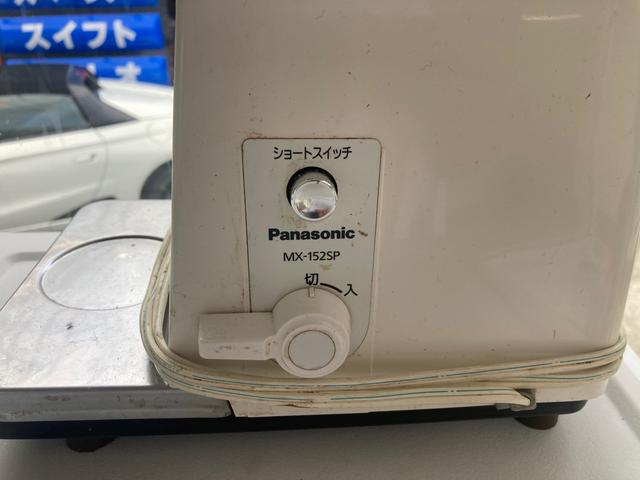 スイフト
ショートスイッチ
Panasonic
MX-152SP
切
入